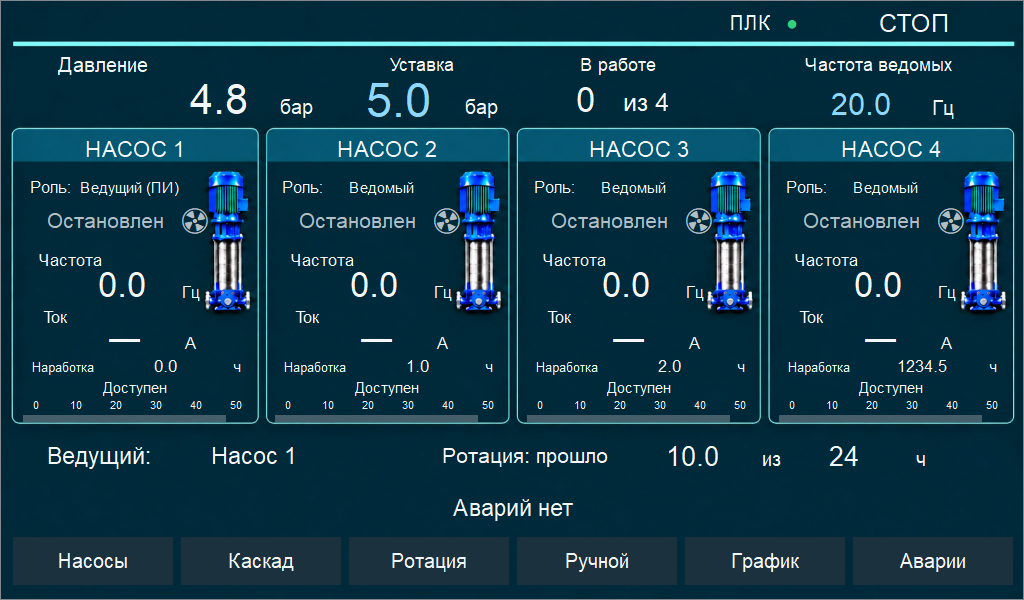 ПЛК СТОП
Давление Уставка В работе Частота ведомых
4.8 бар 5.0 бар 0 из 4 20.0 Гц
НАСОС 1 НАСОС 2 НАСОС 3 НАСОС 4
Роль: Ведущий (ПИ) Роль: Ведомый Роль: Ведомый Роль: Ведомый
Остановлен Остановлен Остановлен Остановлен
Частота Частота Частота Частота
0.0 Гц 0.0 Гц 0.0 Гц 0.0 Гц
Ток Ток Ток Ток
— А — А — А — А
Наработка 0.0 ч Наработка 1.0 ч Наработка 2.0 ч Наработка 1234.5 ч
Доступен Доступен Доступен Доступен
0 10 20 30 40 50 0 10 20 30 40 50 0 10 20 30 40 50 0 10 20 30 40 50
Ведущий: Насос 1 Ротация: прошло 10.0 из 24 ч
Аварий нет
Насосы Каскад Ротация Ручной График Аварии